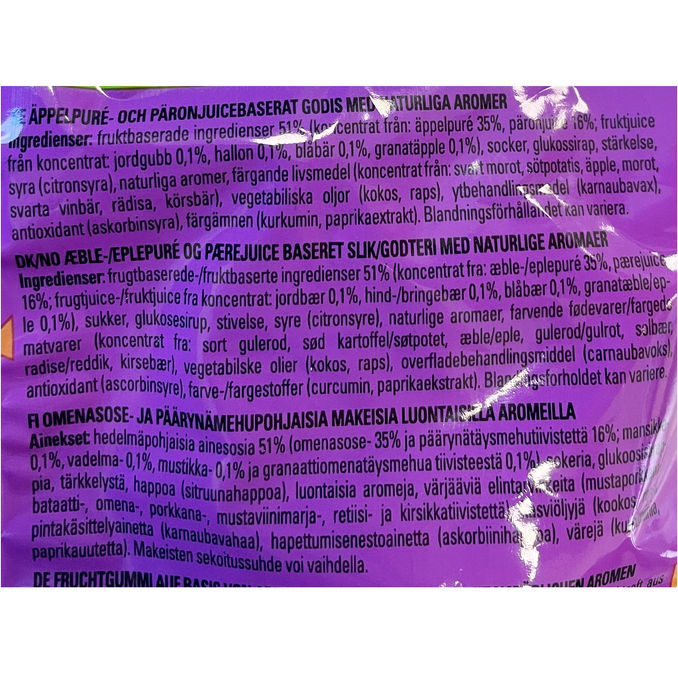 ÄPPELPURÉ- OCH PÄRONJUICEBASERAT GODIS MED NATURLIGA AROMER
Ingredienser: fruktbaserade ingredienser 51% (koncentrat från: äppelpuré 35%, päronjuice 16%; fruktjuice
från koncentrat: jordgubb 0,1%, hallon 0,1%, blåbär 0,1%, granatäpple 0,1%), socker, glukossirap, stärkelse,
syra (citronsyra), naturliga aromer, färgande livsmedel (koncentrat från: svart morot, sötpotatis, äpple, morot,
svarta vinbär, rädisa, körsbär), vegetabiliska oljor (kokos, raps), ytbehandlingsmedel (karnaubavax),
antioxidant (askorbinsyra), färgämnen (kurkumin, paprikaextrakt). Blandningsförhållandet kan variera.
DK/NO ÆBLE-/EPLEPURÉ OG PÆREJUICE BASERET SLIK/GODTERI MED NATURLIGE AROMAER
Ingredienser: frugtbaserede-/fruktbaserte ingredienser 51% (koncentrat fra: æble-/eplepuré 35%, pærejuice
16%; frugtjuice-/fruktjuice fra koncentrat: jordbær 0,1%, hind-/bringebær 0,1%, blåbær 0,1%, granatæble/ep-
le 0,1%), sukker, glukosesirup, stivelse, syre (citronsyre), naturlige aromaer, farvende fødevarer/fargede
matvarer (koncentrat fra: sort gulerod, sød kartoffel/søtpotet, æble/eple, gulerod/gulrot, solbær,
radise/reddik, kirsebær), vegetabilske olier (kokos, raps), overfladebehandlingsmiddel (carnaubavoks),
antioxidant (ascorbinsyre), farve-/fargestoffer (curcumin, paprikaekstrakt). Blandingsforholdet kan variere.
FI OMENASOSE- JA PÄÄRYNÄMEHUPOHJAISIA MAKEISIA LUONTAISILLA AROMEILLA
Ainekset: hedelmäpohjaisia ainesosia 51% (omenasose- 35% ja päärynätäysmehutiivistettä 16%; mansikka-
0,1%, vadelma- 0,1%, mustikka- 0,1% ja granaattiomenatäysmehua tiivisteestä 0,1%), sokeria, glukoosisi-
pia, tärkkelystä, happoa (sitruunahappoa), luontaisia aromeja, värjääviä elintarvikkeita
bataatti-, omena-, porkkana-, mustaviinimarja-, retiisi- ja kirsikkatiivistettä), kasviöljyjä (kookos,
pintakäsittelyainetta (karnaubavahaa), hapettumisenestoainetta (askorbiinihappoa), värejä
paprikauutetta). Makeisten sekoitussuhde voi vaihdella.
DE FRUCHTGUMMI AUF BASIS AROMEN
aus